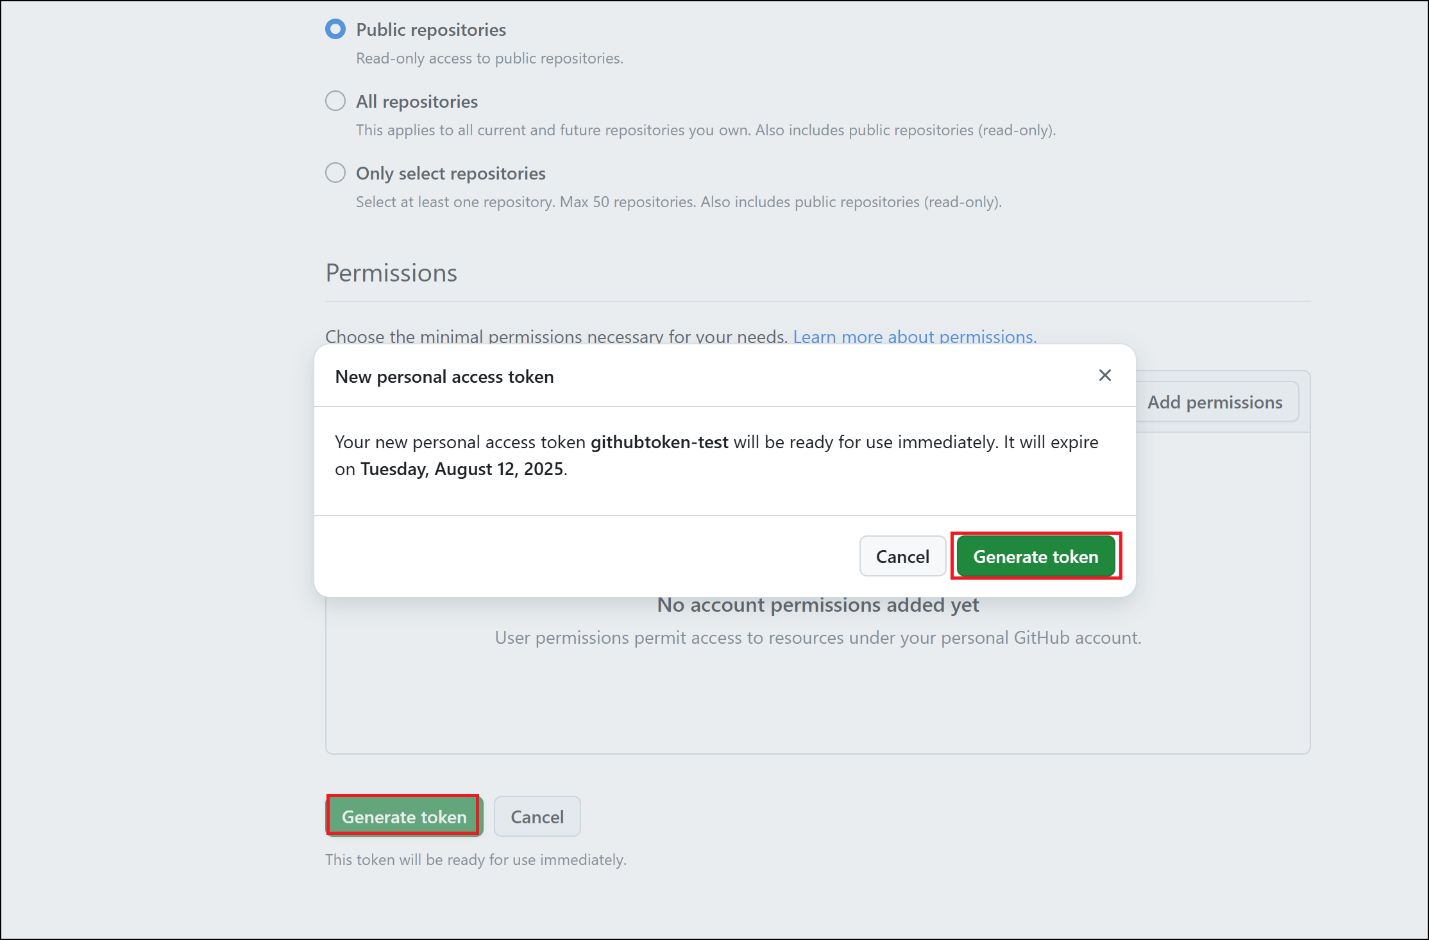 Public repositories
Read-only access to public repositories.
All repositories
This applies to all current and future repositories you own. Also includes public repositories (read-only).
Only select repositories
Select at least one repository. Max 50 repositories. Also includes public repositories (read-only).
Permissions
Choose the minimal permissions necessary for your needs. Learn more about permissions.
New personal access token
Add permissions
Your new personal access token githubtoken-test will be ready for use immediately. It will expire
on Tuesday, August 12, 2025.
Cancel Generate token
No account permissions added yet
User permissions permit access to resources under your personal GitHub account.
Generate token Cancel
This token will be ready for use immediately.